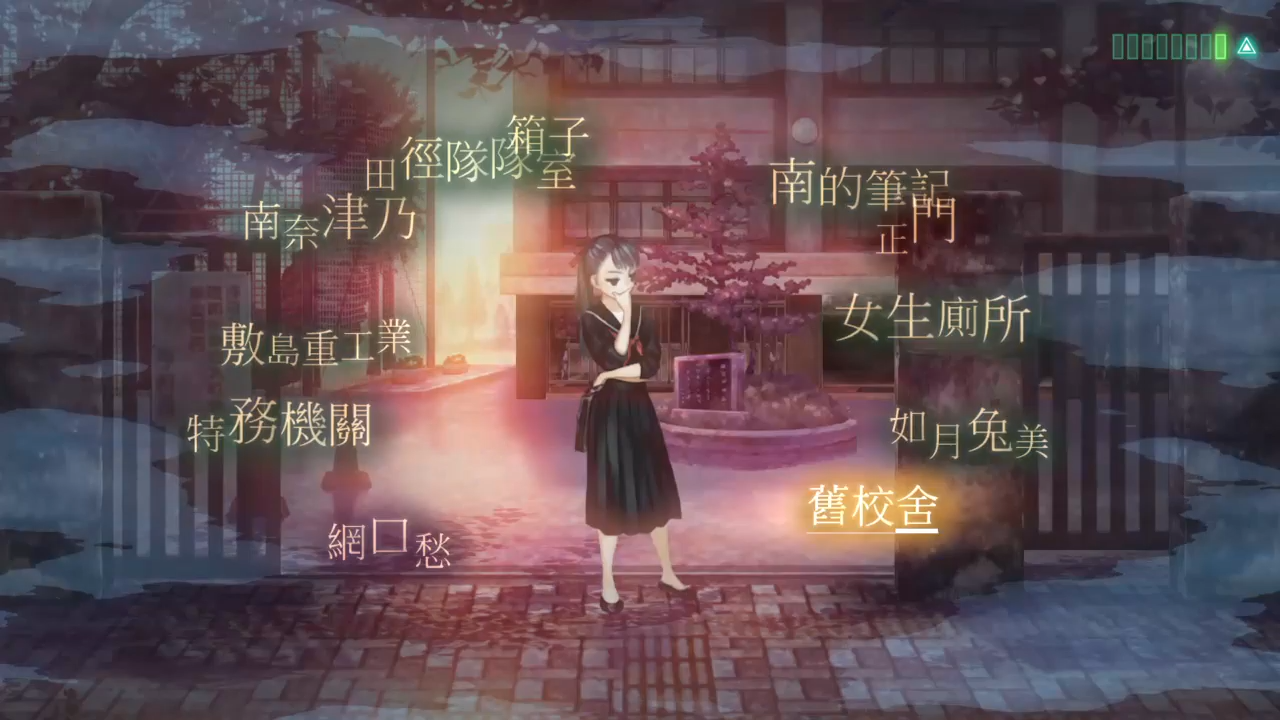 箱子
田徑隊隊室
南奈津乃
南的筆記
正門
敷島重工業
女生廁所
特務機關
如月兔美
舊校舍
網口愁